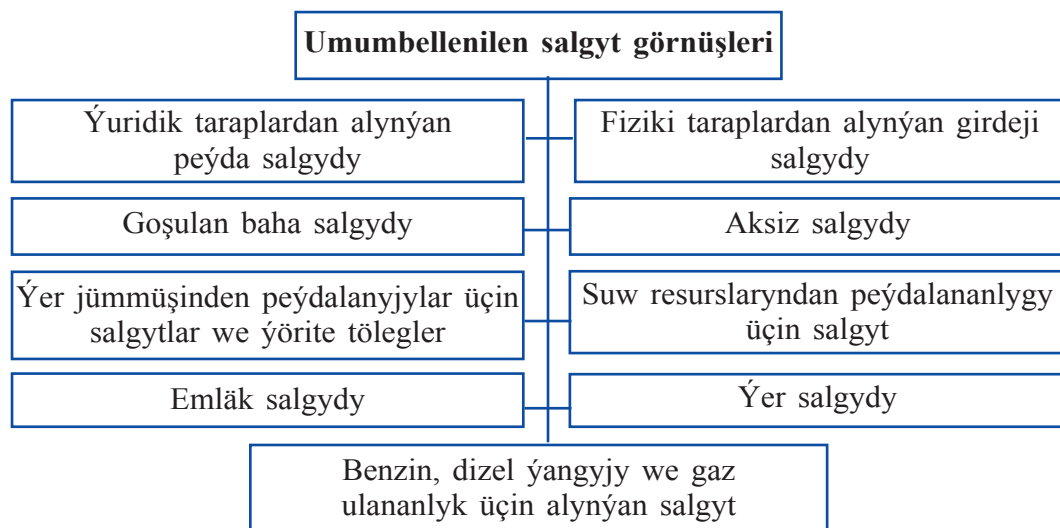 Umumbellenilen salgyt görnüşleri
Ýuridik taraplardan alynýan
peýda salgydy
Fiziki taraplardan alynýan girdeji
salgydy
Goşulan baha salgydy
Aksiz salgydy
Ýer jümmüşinden peýdalanyjylar üçin
salgytlar we ýörite tölegler
Suw resurslaryndan peýdalananlygy
üçin salgyt
Emläk salgydy
Ýer salgydy
Benzin, dizel ýangyjy we gaz
ulananlyk üçin alynýan salgyt